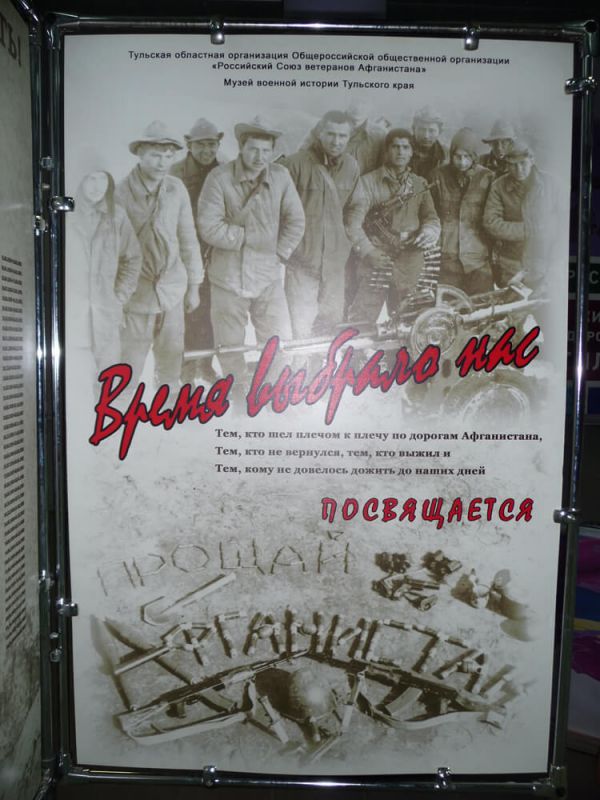 ТЬ!
Тульская областная организация Общероссийской общественной организации
«Российский Союз ветеранов Афганистана»
Музей военной истории Тульского края
Время выбрало нас
Тем, кто шел плечом к плечу по дорогам Афганистана,
Тем, кто не вернулся, тем, кто выжил и
Тем, кому не довелось дожить до наших дней
ПОСВЯЩАЕТСЯ
ПРОЩАЙ
АФГАНИСТАН